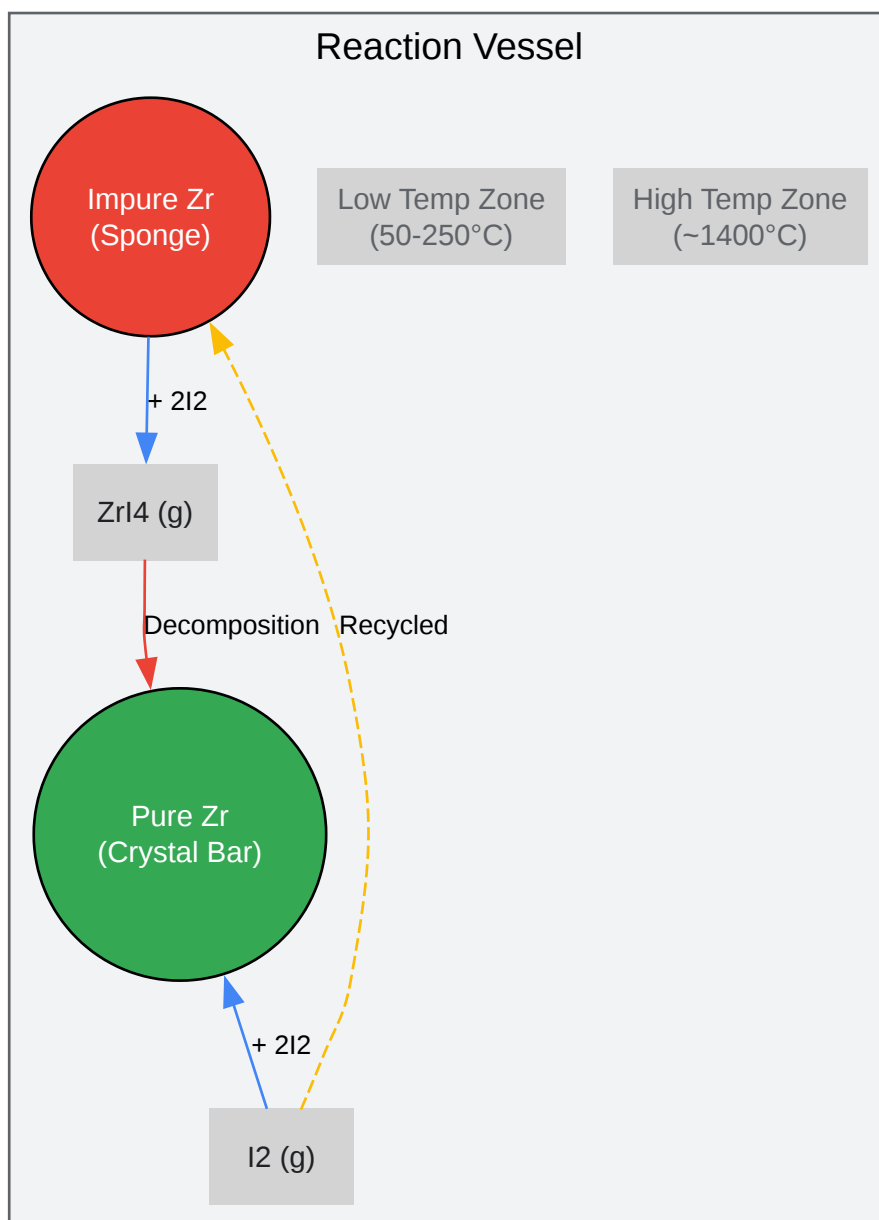 Reaction Vessel
Impure Zr
(Sponge)
Low Temp Zone
(50-250°C)
High Temp Zone
(~1400°C)
+ 2I2
ZrI4 (g)
Decomposition
Recycled
Pure Zr
(Crystal Bar)
+ 2I2
I2 (g)